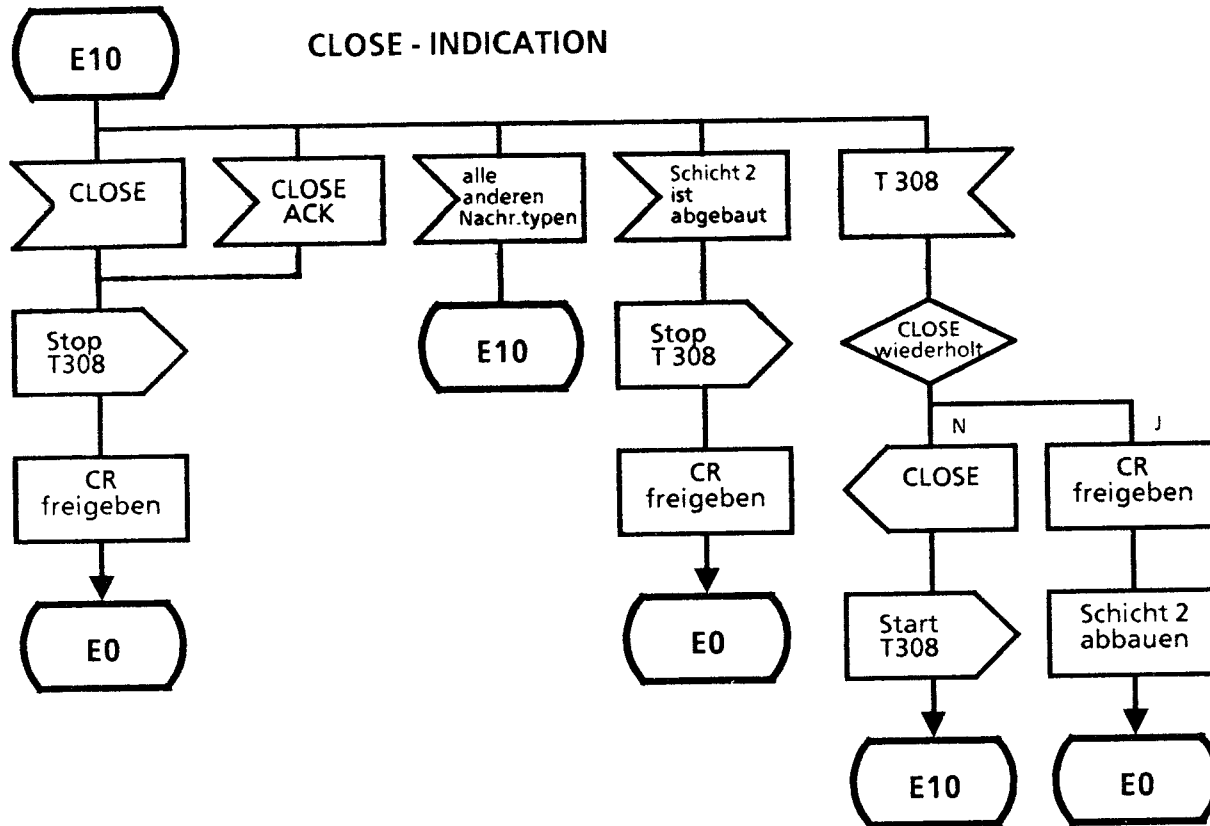 E10
CLOSE - INDICATION
CLOSE
CLOSE
ACK
alle
anderen
Nachr.typen
Schicht 2
ist
abgebaut
T 308
Stop
T308
E10
Stop
T 308
CLOSE
wiederholt
N
J
CR
freigeben
CR
freigeben
CLOSE
CR
freigeben
E0
E0
Start
T308
Schicht 2
abbauen
E10
E0